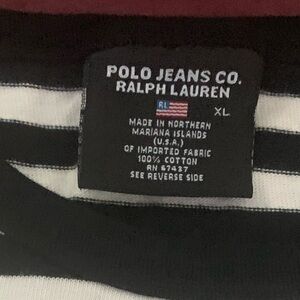 POLO JEANS CO.
RALPH LAUREN
RL XL
MADE IN NORTHERN
MARIANA ISLANDS
(U.S.A.)
OF IMPORTED FABRIC
100% COTTON
RN 67427
SEE REVERSE SIDE